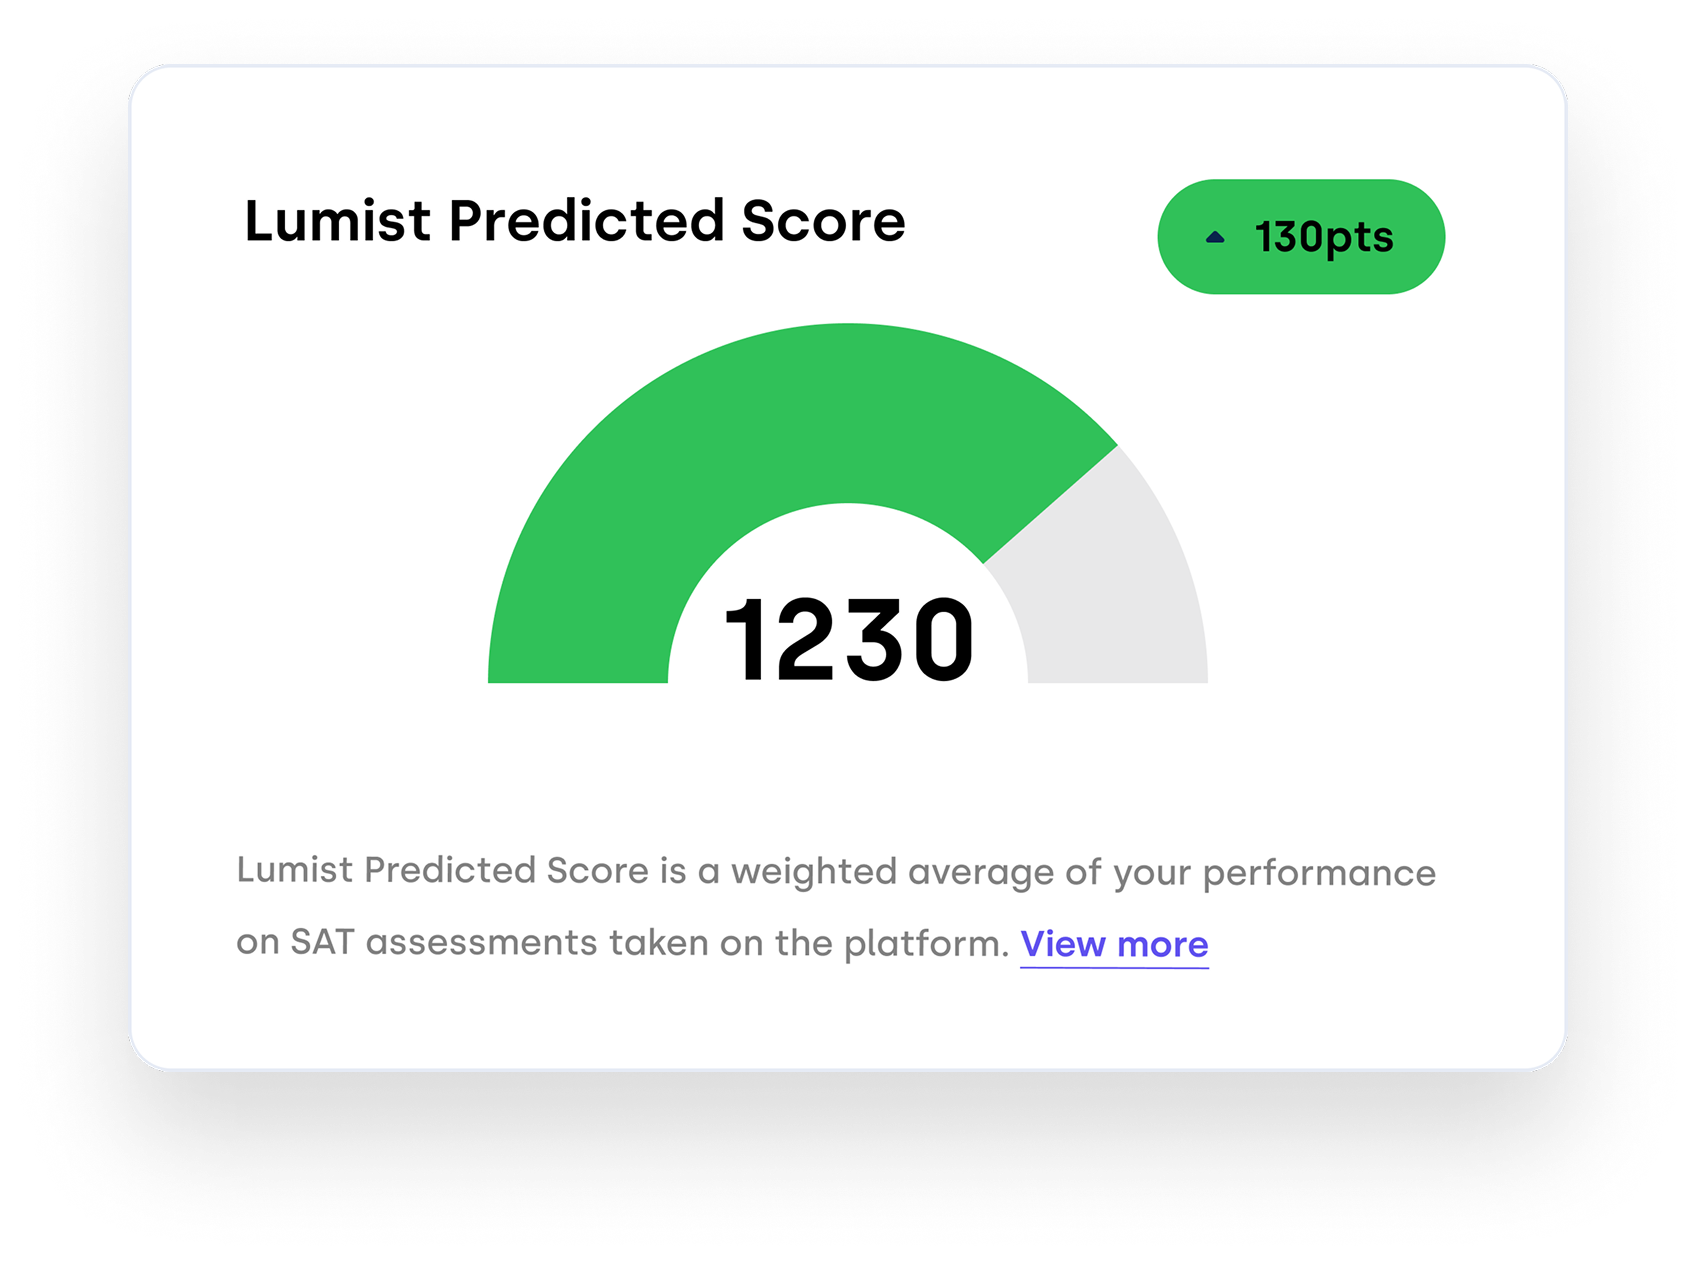 Lumist Predicted Score
130pts
1230
Lumist Predicted Score is a weighted average of your performance
on SAT assessments taken on the platform. View more